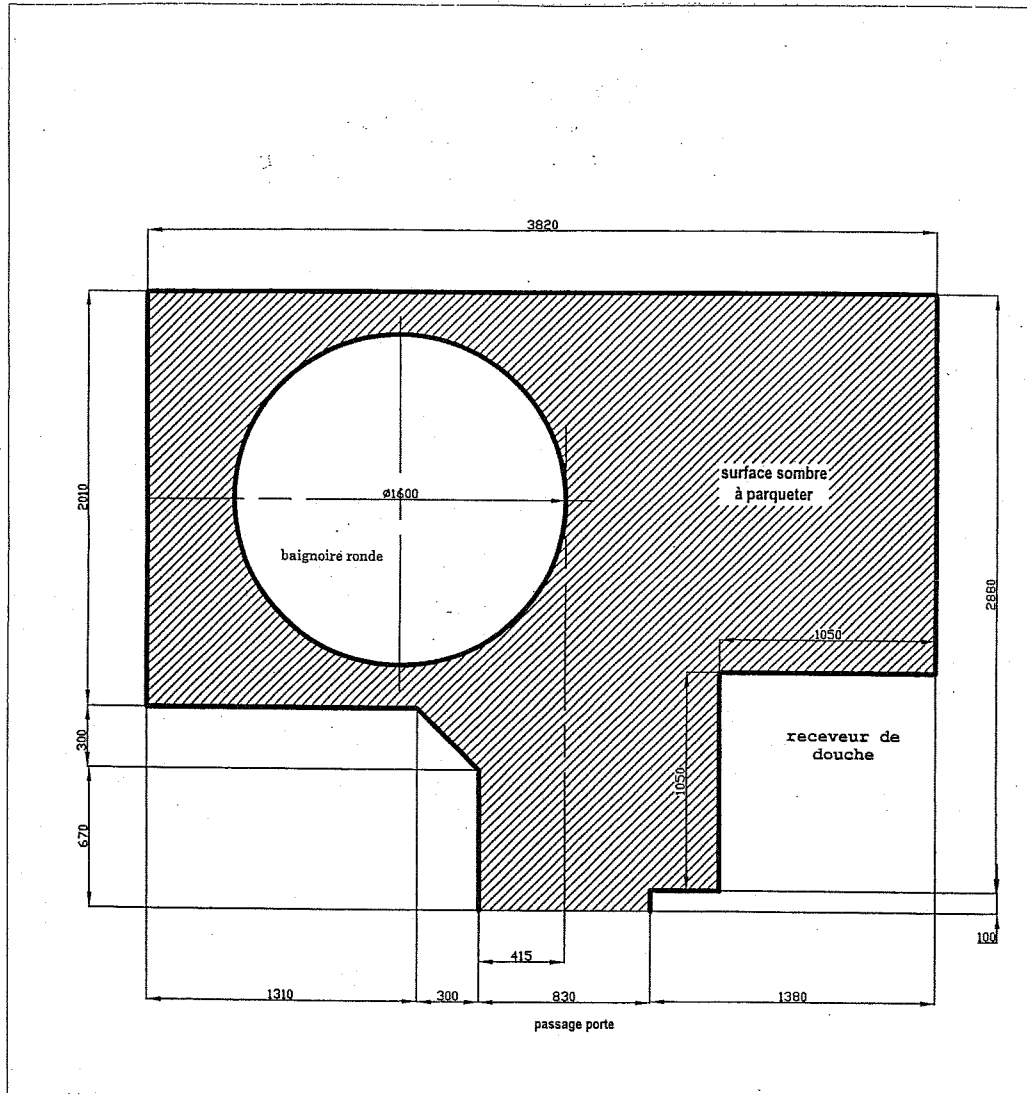 3820
surface sombre
à parqueter
ø1600
2010
baignoire ronde
2880
1050
300
receveur de
douche
1050
670
100
415
1310
300
830
1380
passage porte